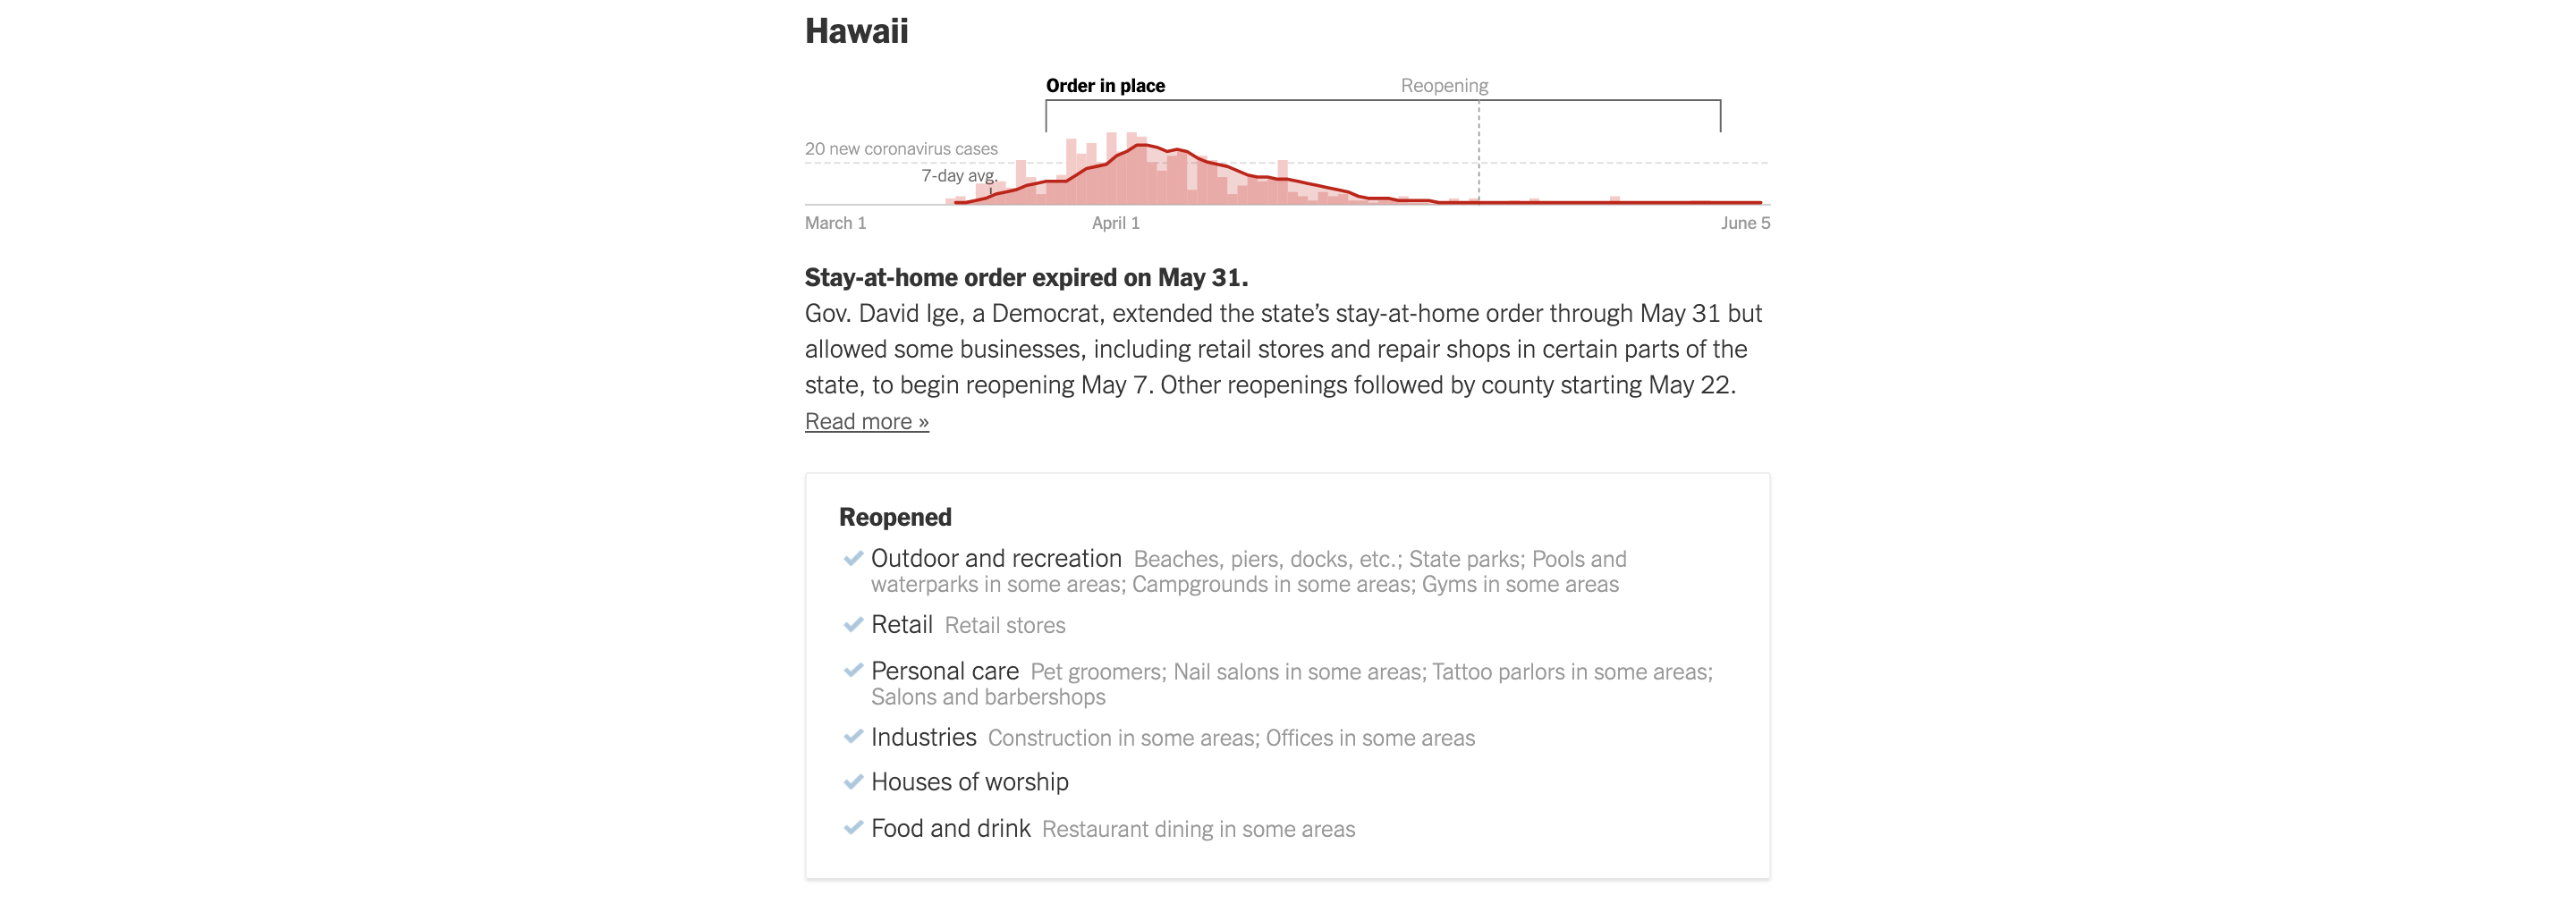 Hawaii
Order in place
Reopening
20 new coronavirus cases
7-day avg.
March 1
April 1
June 5
Stay-at-home order expired on May 31.
Gov. David Ige, a Democrat, extended the state’s stay-at-home order through May 31 but
allowed some businesses, including retail stores and repair shops in certain parts of the
state, to begin reopening May 7. Other reopenings followed by county starting May 22.
Read more »
Reopened
Outdoor and recreation Beaches, piers, docks, etc.; State parks; Pools and
waterparks in some areas; Campgrounds in some areas; Gyms in some areas
Retail Retail stores
Personal care Pet groomers; Nail salons in some areas; Tattoo parlors in some areas;
Salons and barbershops
Industries Construction in some areas; Offices in some areas
Houses of worship
Food and drink Restaurant dining in some areas